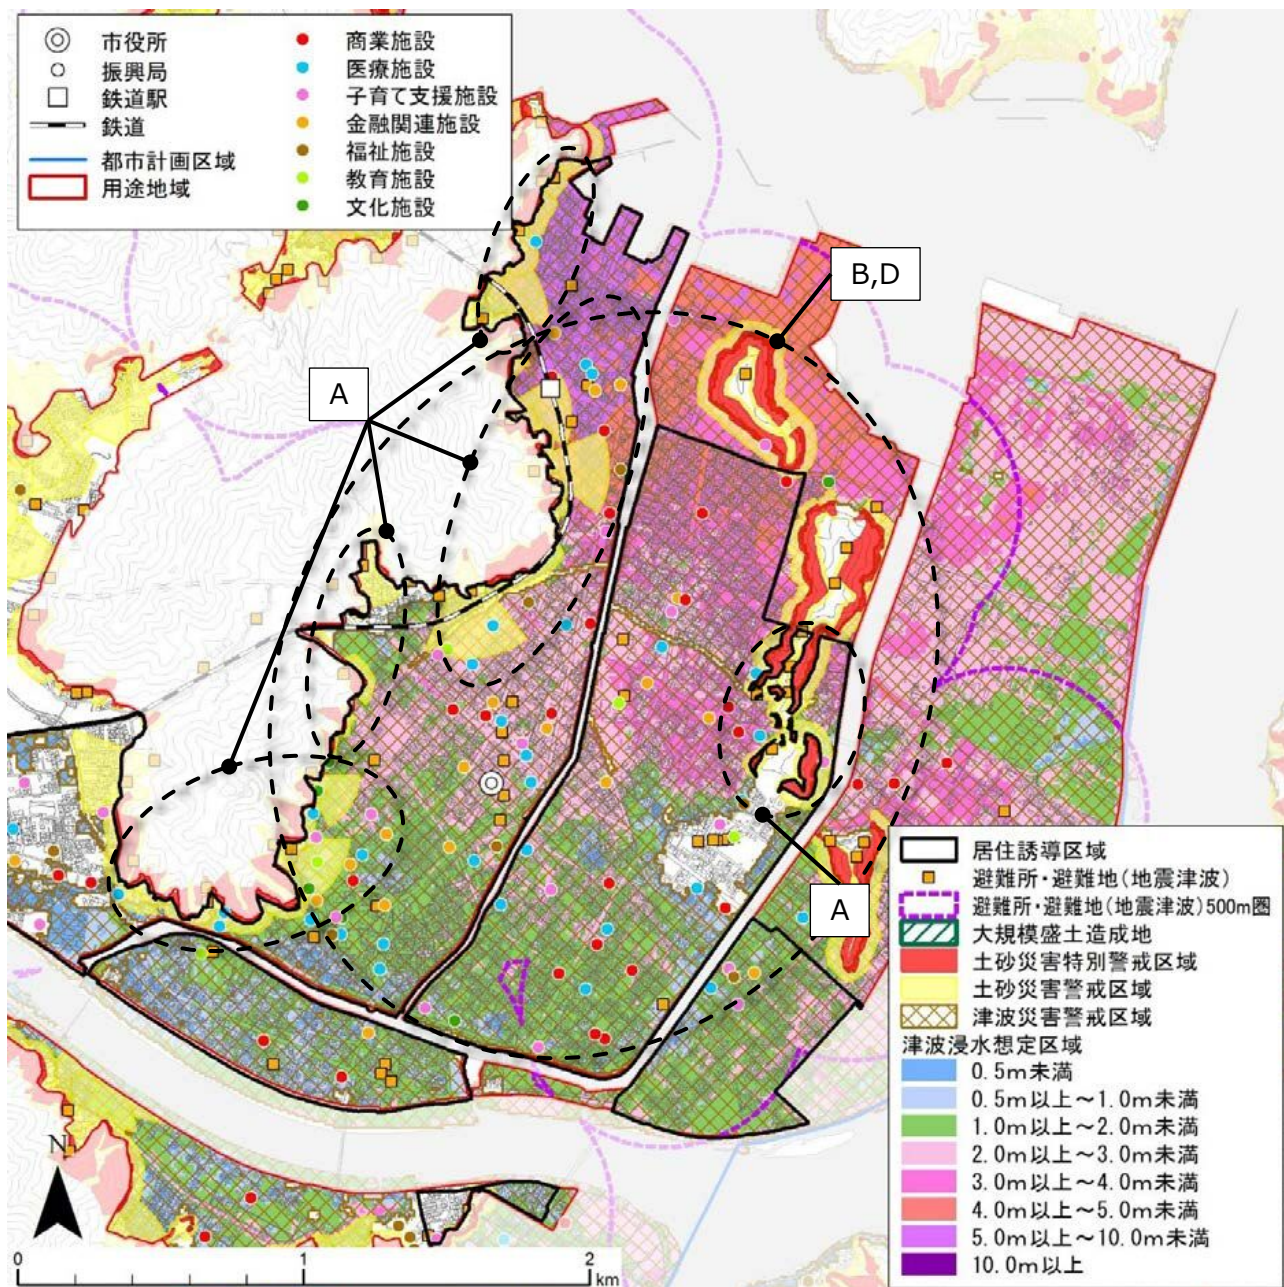 市役所
振興局
鉄道駅
鉄道
都市計画区域
用途地域
商業施設
医療施設
子育て支援施設
金融関連施設
福祉施設
教育施設
文化施設
B,D
A
A
居住誘導区域
避難所・避難地(地震津波)
避難所・避難地(地震津波)500m圏
大規模盛土造成地
土砂災害特別警戒区域
土砂災害警戒区域
津波災害警戒区域
津波浸水想定区域
0.5m未満
0.5m以上～1.0m未満
1.0m以上～2.0m未満
2.0m以上～3.0m未満
3.0m以上～4.0m未満
4.0m以上～5.0m未満
5.0m以上～10.0m未満
10.0m以上
N
0 1 2
km